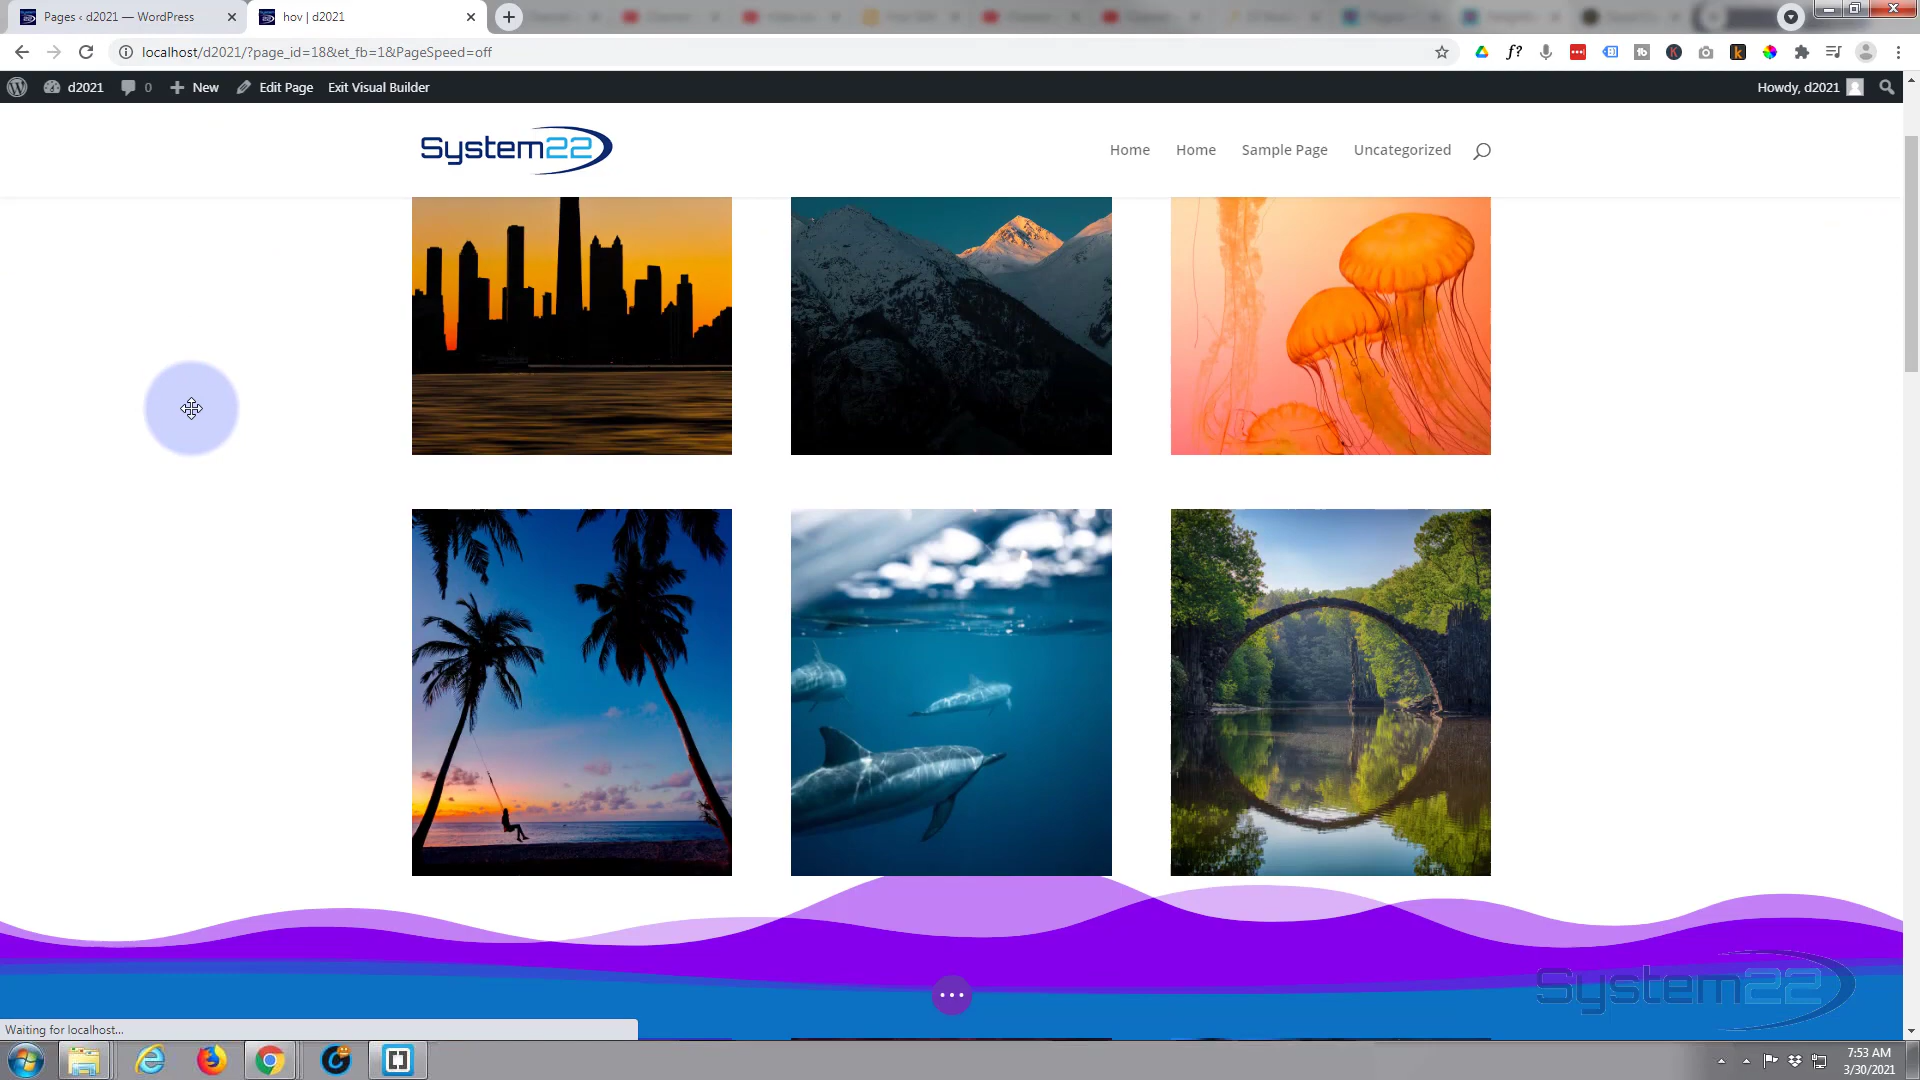 Pages ‹ d2021 — WordPress
hov | d2021
localhost/d2021/?page_id=18&et_fb=1&PageSpeed=off
d2021
0
New
Edit Page
Exit Visual Builder
Howdy, d2021
System22
Home
Home
Sample Page
Uncategorized
System22
Waiting for localhost...
7:53 AM
3/30/2021